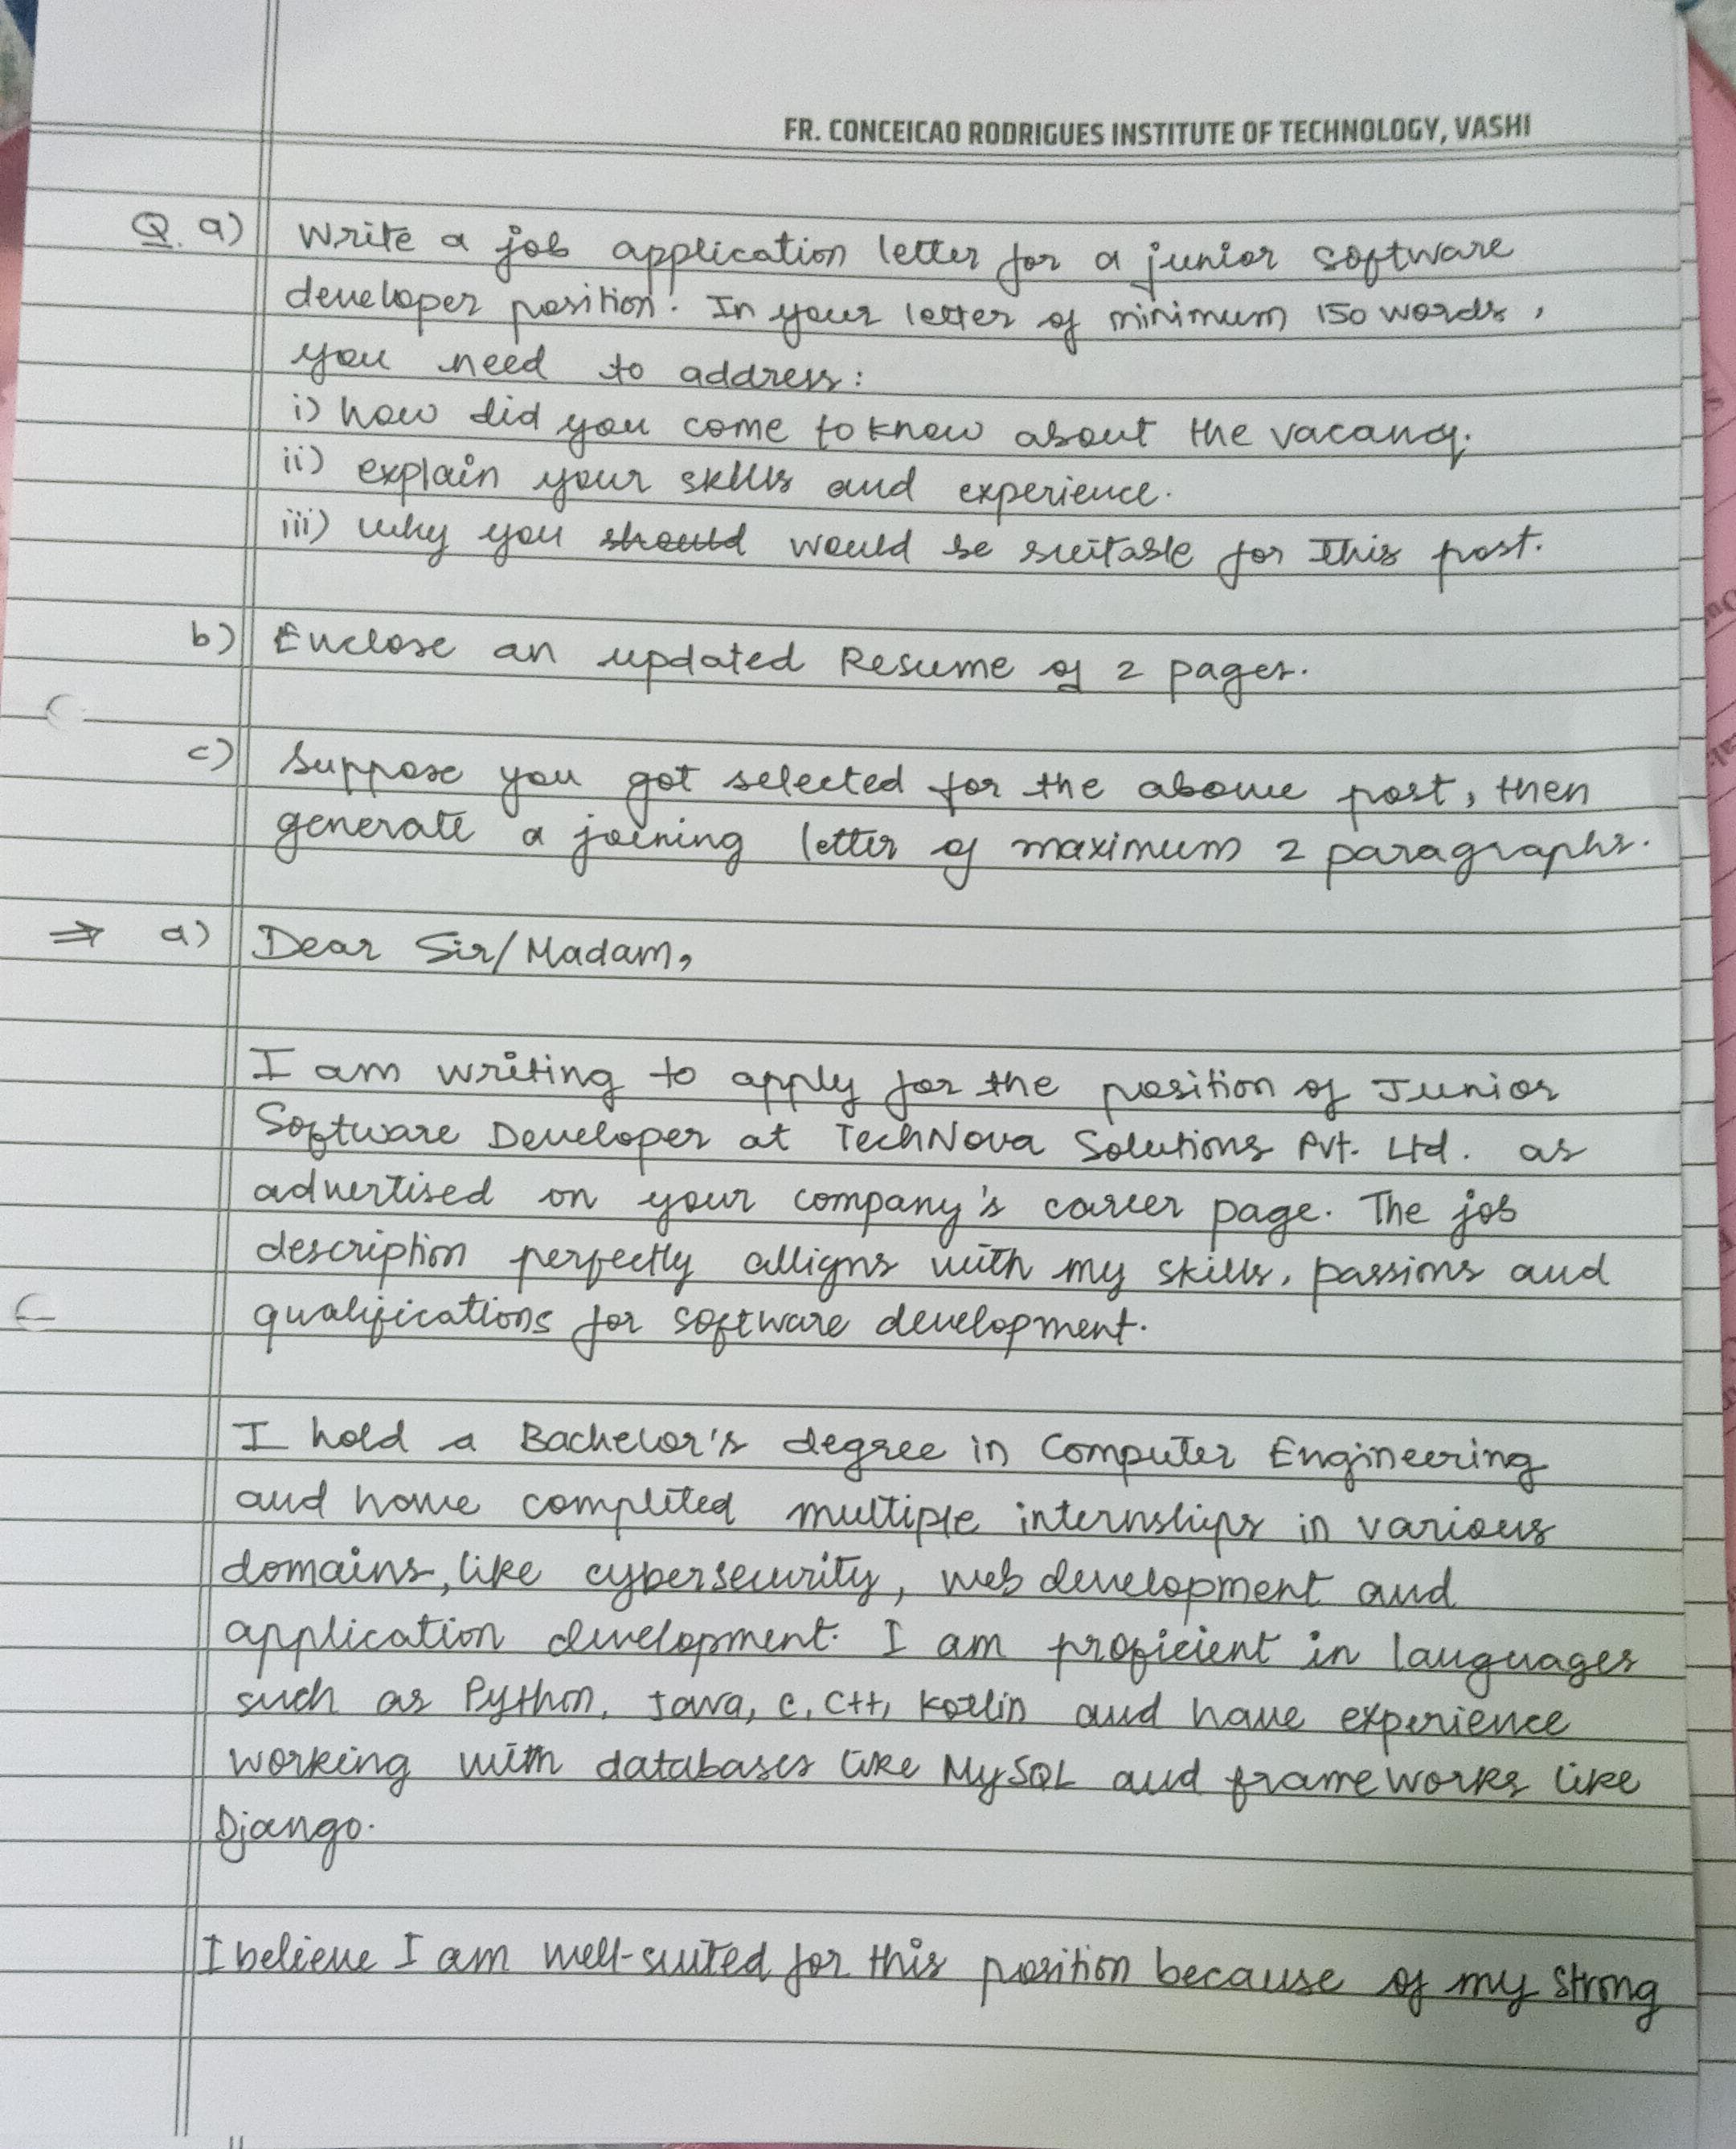 FR. CONCEICAO RODRIGUES INSTITUTE OF TECHNOLOGY, VASHI
Q. a) Write a job application letter for a junior software
developer position. In your letter of minimum 150 words,
you need to address:
i) how did you come to know about the vacancy.
ii) explain your skills and experience.
iii) why you should would be suitable for this post.
b) Enclose an updated Resume of 2 pages.
c) Suppose you got selected for the above post, then
generate a joining letter of maximum 2 paragraphs.
⇒ a) Dear Sir/Madam,
I am writing to apply for the position of Junior
Software Developer at TechNova Solutions Pvt. Ltd. as
advertised on your company's career page. The job
description perfectly alligns with my skills, passions and
qualifications for software development.
I hold a Bachelor's degree in Computer Engineering
and have completed multiple internships in various
domains, like cybersecurity, web development and
application development. I am proficient in languages
such as Python, Java, C, C++, Kotlin and have experience
working with databases like MySQL and frameworks like
Django.
I believe I am well-suited for this position because of my strong